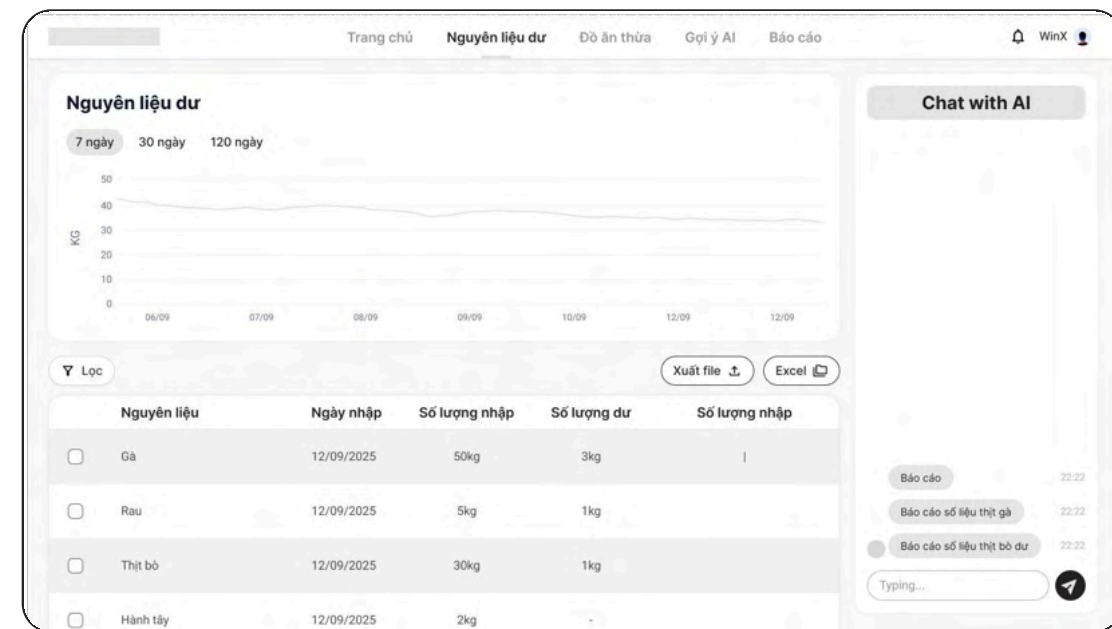 Trang chủ Nguyên liệu dư Đồ ăn thừa Gợi ý AI Báo cáo WinX
Nguyên liệu dư
7 ngày 30 ngày 120 ngày
50
40
30
20
10
0
KG
06/09 07/09 08/09 09/09 10/09 12/09 12/09
Lọc Xuất file Excel
Nguyên liệu Ngày nhập Số lượng nhập Số lượng dư Số lượng nhập
Gà 12/09/2025 50kg 3kg |
Rau 12/09/2025 5kg 1kg
Thịt bò 12/09/2025 30kg 1kg
Hành tây 12/09/2025 2kg -
Chat with AI
Báo cáo 22:22
Báo cáo số liệu thịt gà 22:22
Báo cáo số liệu thịt bò dư 22:22
Typing...